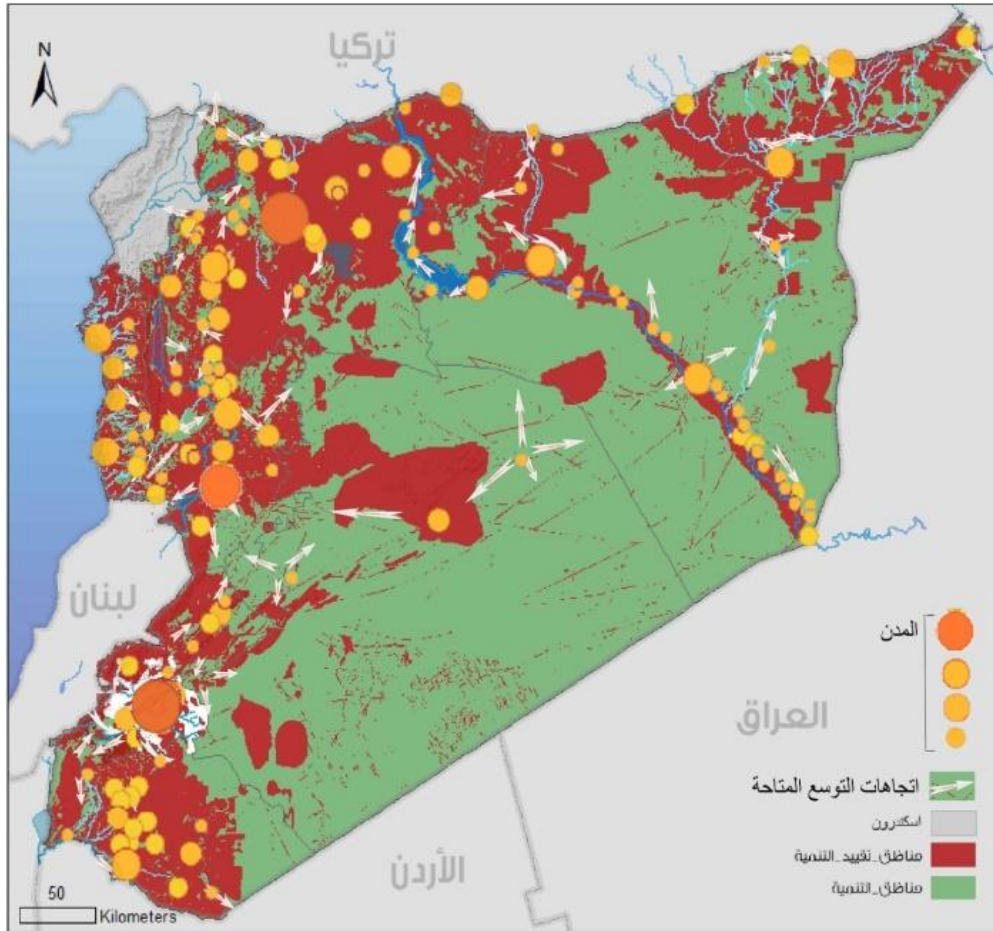 تركيا
N
لبنان
المدن
العراق
اتجاهات التوسع المتاحة
اسكندرون
مناطق_تقييد_التنمية
مناطق_التنمية
الأردن
50
Kilometers